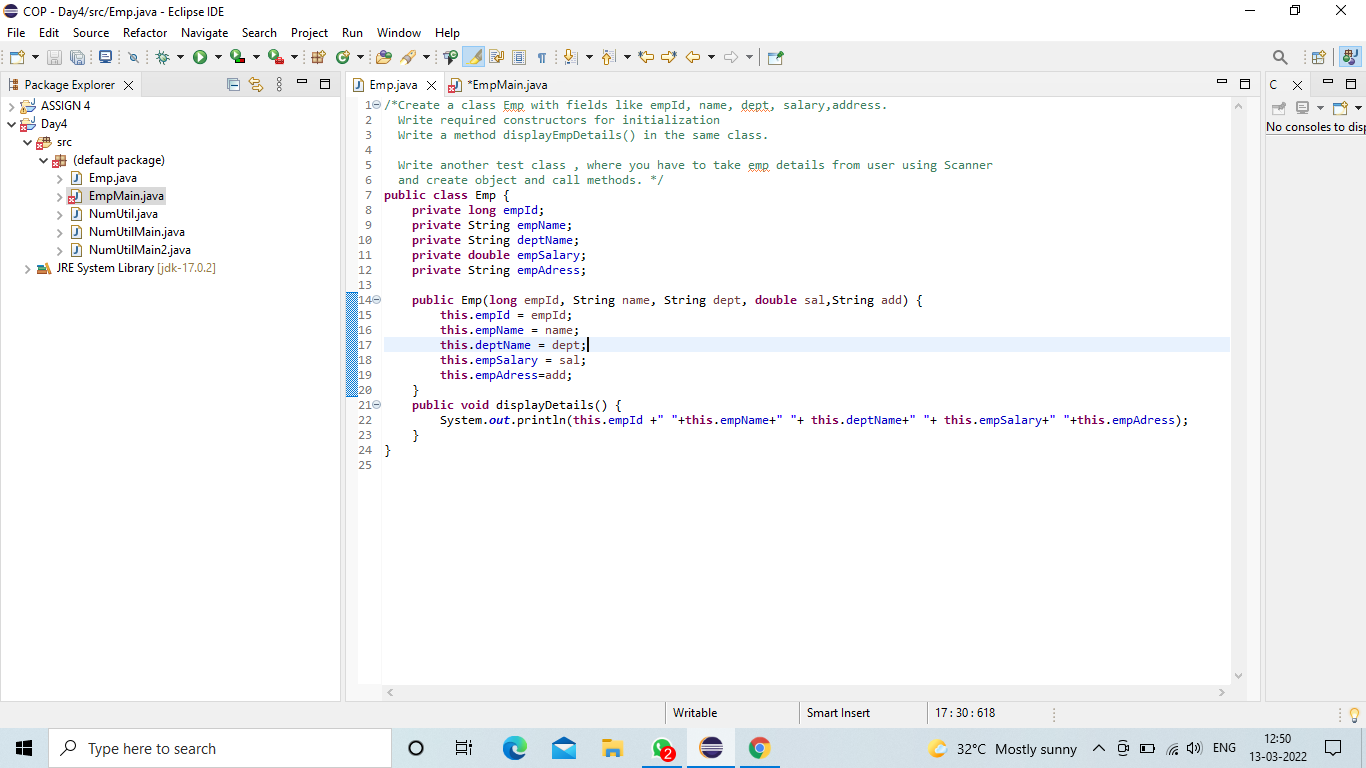 COP - Day4/src/Emp.java - Eclipse IDE
File Edit Source Refactor Navigate Search Project Run Window Help
Package Explorer
ASSIGN 4
Day4
src
(default package)
Emp.java
EmpMain.java
NumUtil.java
NumUtilMain.java
NumUtilMain2.java
JRE System Library [jdk-17.0.2]
Emp.java *EmpMain.java
1 /*Create a class Emp with fields like empId, name, dept, salary,address.
2 Write required constructors for initialization
3 Write a method displayEmpDetails() in the same class.
4
5 Write another test class , where you have to take emp details from user using Scanner
6 and create object and call methods. */
7 public class Emp {
8 private long empId;
9 private String empName;
10 private String deptName;
11 private double empSalary;
12 private String empAdress;
13
14 public Emp(long empId, String name, String dept, double sal,String add) {
15 this.empId = empId;
16 this.empName = name;
17 this.deptName = dept;
18 this.empSalary = sal;
19 this.empAdress=add;
20 }
21 public void displayDetails() {
22 System.out.println(this.empId +" "+this.empName+" "+ this.deptName+" "+ this.empSalary+" "+this.empAdress);
23 }
24 }
25
C
No consoles to disp
Writable Smart Insert 17 : 30 : 618
Type here to search
2
32°C Mostly sunny
ENG
12:50
13-03-2022